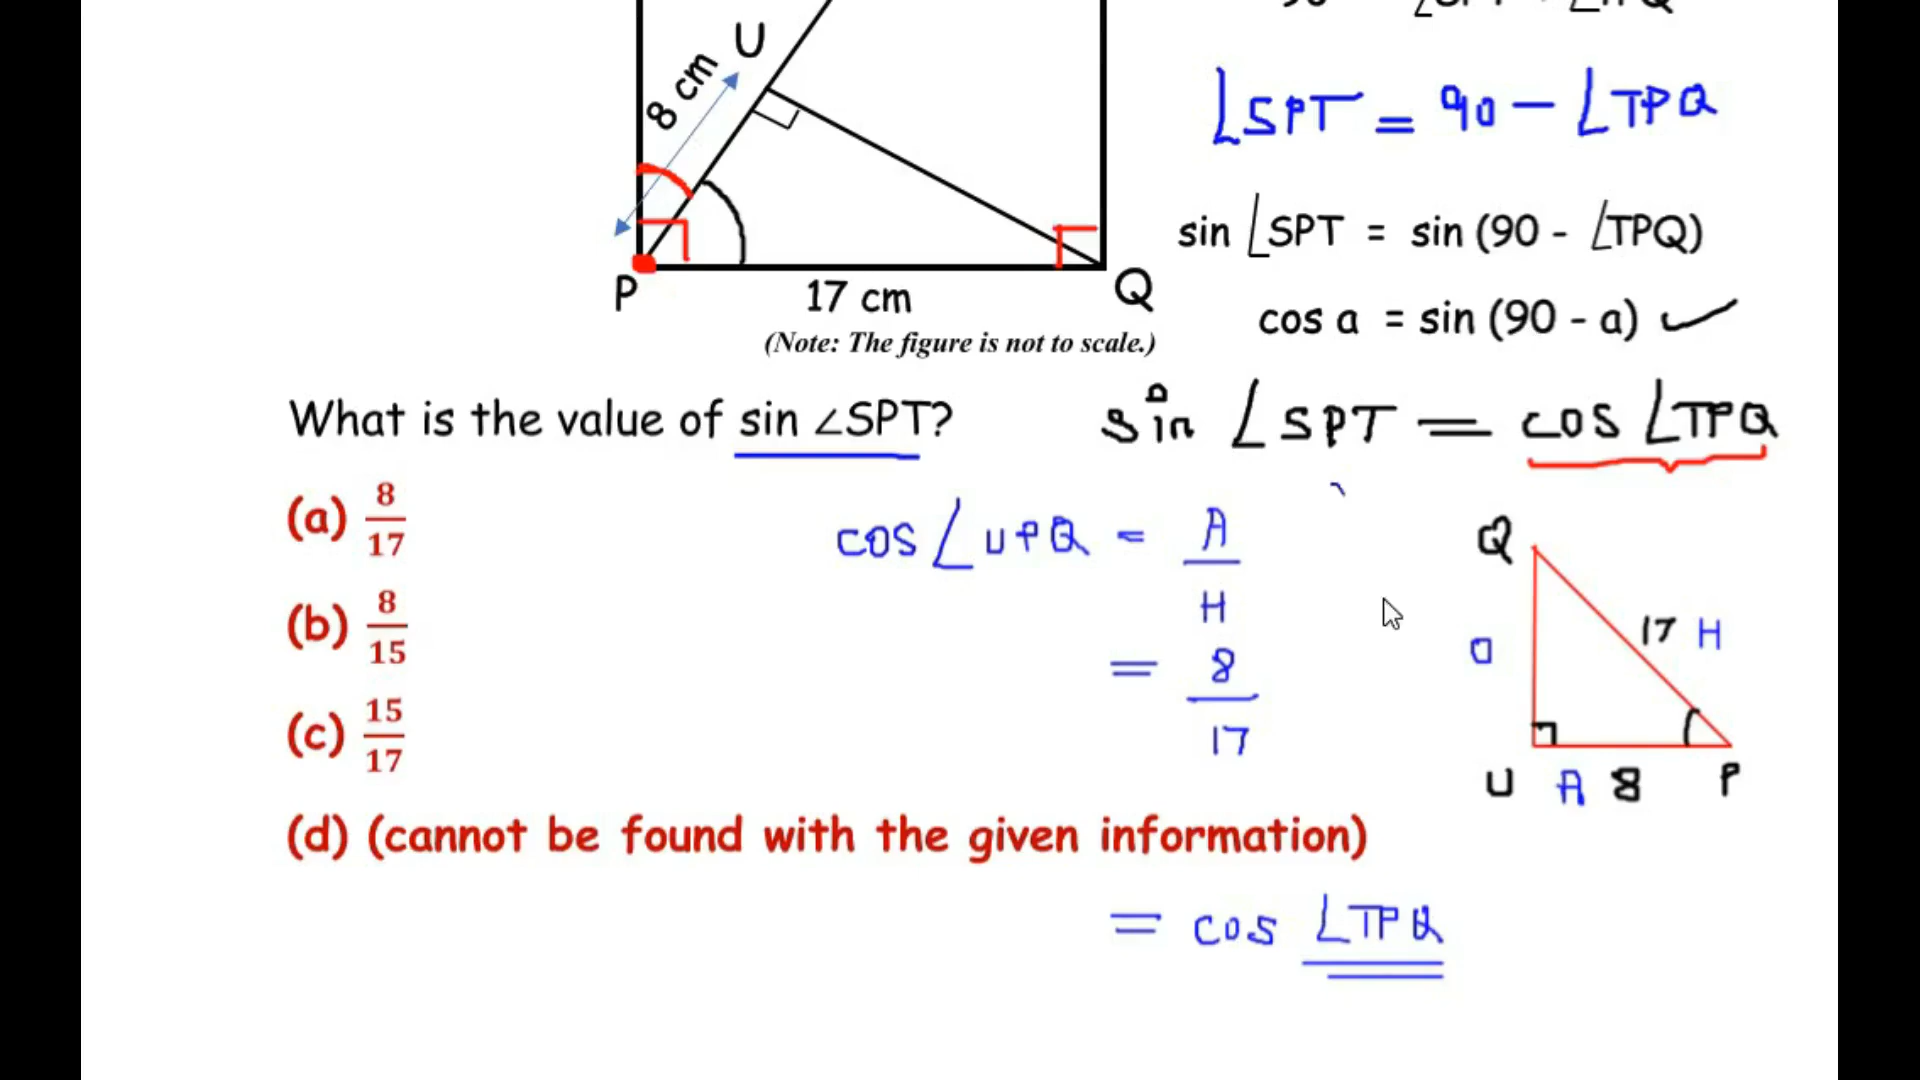 U
8 cm
∠SPT = 90 - ∠TPQ
sin ∠SPT = sin (90 - ∠TPQ)
P
17 cm
Q
cos a = sin (90 - a)
(Note: The figure is not to scale.)
What is the value of sin ∠SPT?
sin ∠SPT = cos ∠TPQ
(a) 8/17
cos ∠UPQ = A/H
(b) 8/15
= 8/17
(c) 15/17
Q
17 H
O
U A 8 P
(d) (cannot be found with the given information)
= cos ∠TPQ